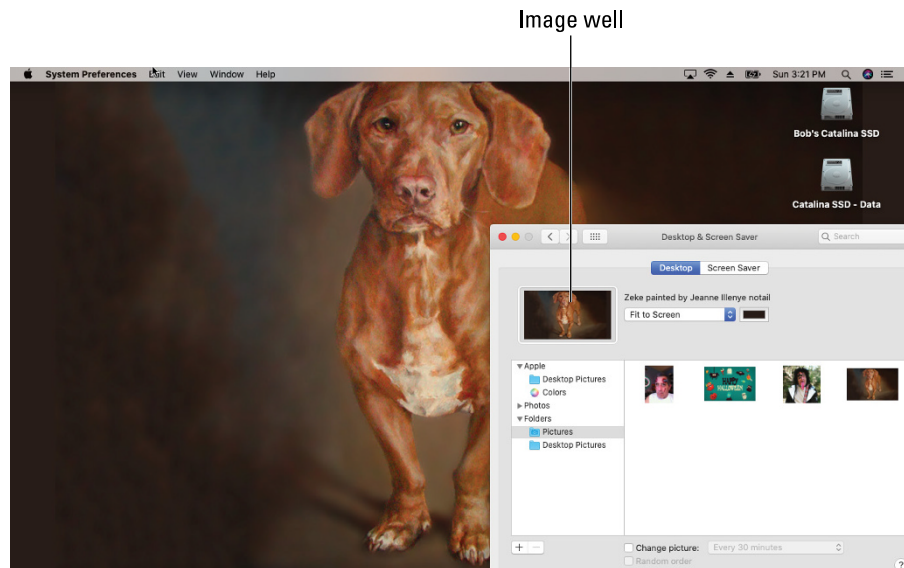 Image well
System Preferences Edit View Window Help Sun 3:21 PM
Bob's Catalina SSD
Catalina SSD - Data
Desktop & Screen Saver Search
Desktop Screen Saver
Zeke painted by Jeanne Illenye notail
Fit to Screen
Apple
Desktop Pictures
Colors
Photos
Folders
Pictures
Desktop Pictures
HAPPY
HALLOWEEN
+ −
Change picture: Every 30 minutes
Random order
?